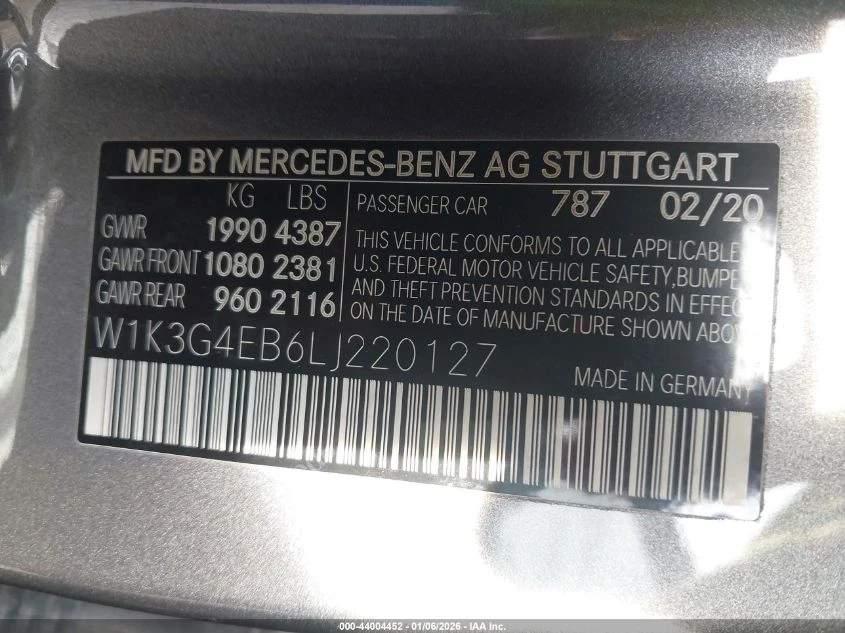 MFD BY MERCEDES-BENZ AG STUTTGART
KG LBS
GVWR 1990 4387
GAWR FRONT 1080 2381
GAWR REAR 960 2116
PASSENGER CAR 787 02/20
THIS VEHICLE CONFORMS TO ALL APPLICABLE
U.S. FEDERAL MOTOR VEHICLE SAFETY,BUMPE
AND THEFT PREVENTION STANDARDS IN EFFEC
ON THE DATE OF MANUFACTURE SHOWN ABO
W1K3G4EB6LJ220127
MADE IN GERMANY
000-44004452 - 01/06/2026 - IAA Inc.